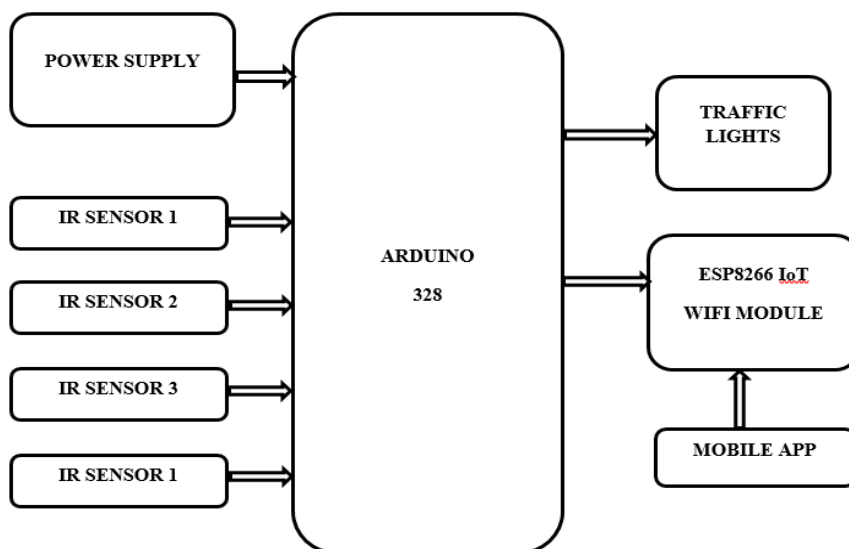 POWER SUPPLY
IR SENSOR 1
IR SENSOR 2
IR SENSOR 3
IR SENSOR 1
ARDUINO
328
TRAFFIC
LIGHTS
ESP8266 IoT
WIFI MODULE
MOBILE APP